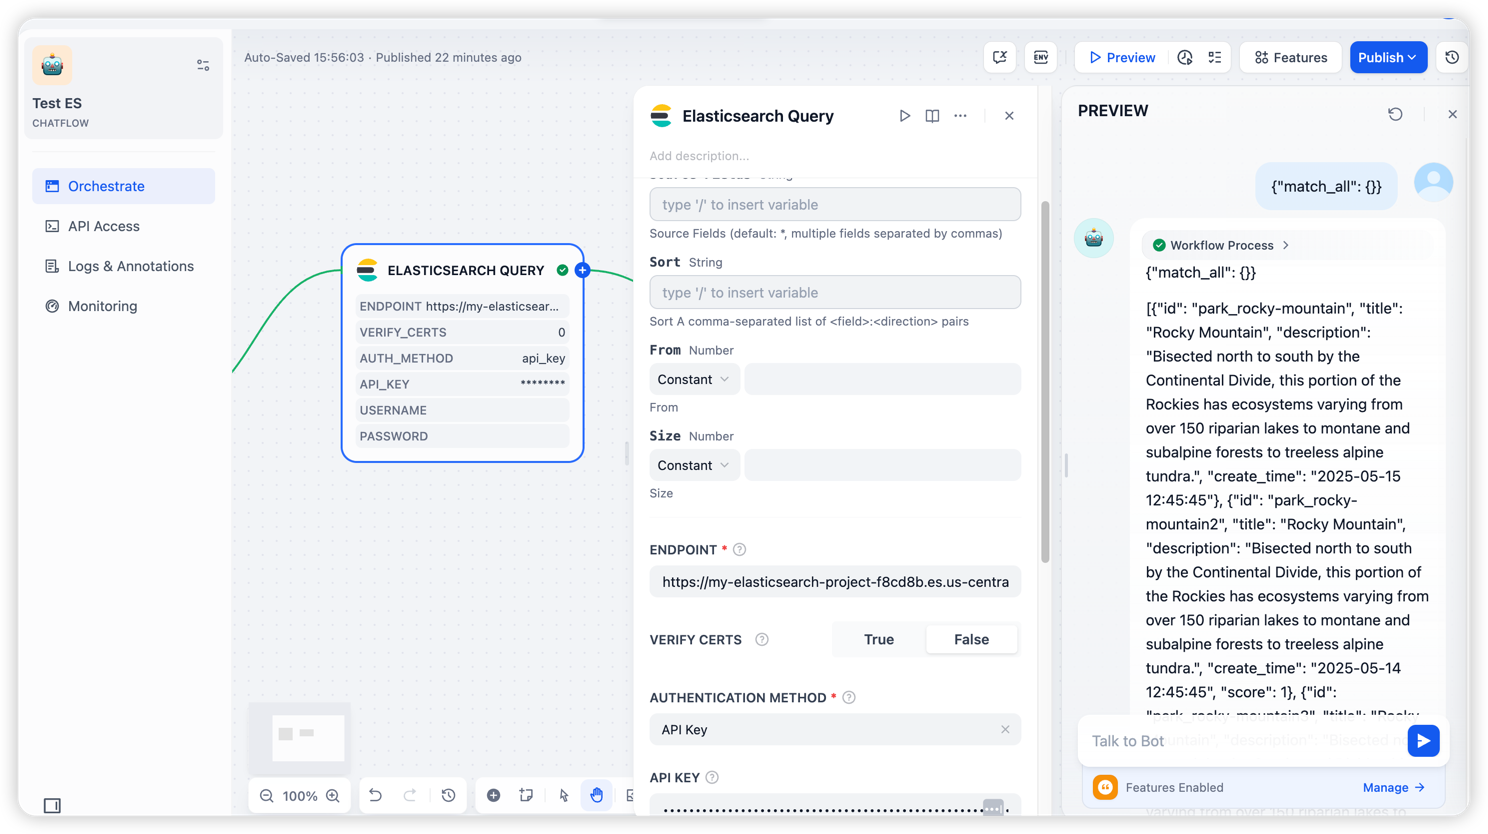 Auto-Saved 15:56:03 · Published 22 minutes ago
ENV
Preview
Features
Publish
Test ES
CHATFLOW
Orchestrate
API Access
Logs & Annotations
Monitoring
ELASTICSEARCH QUERY
ENDPOINT https://my-elasticsear...
VERIFY_CERTS 0
AUTH_METHOD api_key
API_KEY ********
USERNAME
PASSWORD
100%
Elasticsearch Query
Add description...
type '/' to insert variable
Source Fields (default: *, multiple fields separated by commas)
Sort String
type '/' to insert variable
Sort A comma-separated list of <field>:<direction> pairs
From Number
Constant
From
Size Number
Constant
Size
ENDPOINT *
https://my-elasticsearch-project-f8cd8b.es.us-centra
VERIFY CERTS True False
AUTHENTICATION METHOD *
API Key
API KEY
PREVIEW
{"match_all": {}}
Workflow Process
{"match_all": {}}
[{"id": "park_rocky-mountain", "title":
"Rocky Mountain", "description":
"Bisected north to south by the
Continental Divide, this portion of the
Rockies has ecosystems varying from
over 150 riparian lakes to montane and
subalpine forests to treeless alpine
tundra.", "create_time": "2025-05-15
12:45:45"}, {"id": "park_rocky-
mountain2", "title": "Rocky Mountain",
"description": "Bisected north to south
by the Continental Divide, this portion of
the Rockies has ecosystems varying from
over 150 riparian lakes to montane and
subalpine forests to treeless alpine
tundra.", "create_time": "2025-05-14
12:45:45", "score": 1}, {"id":
Talk to Bot
Features Enabled
Manage